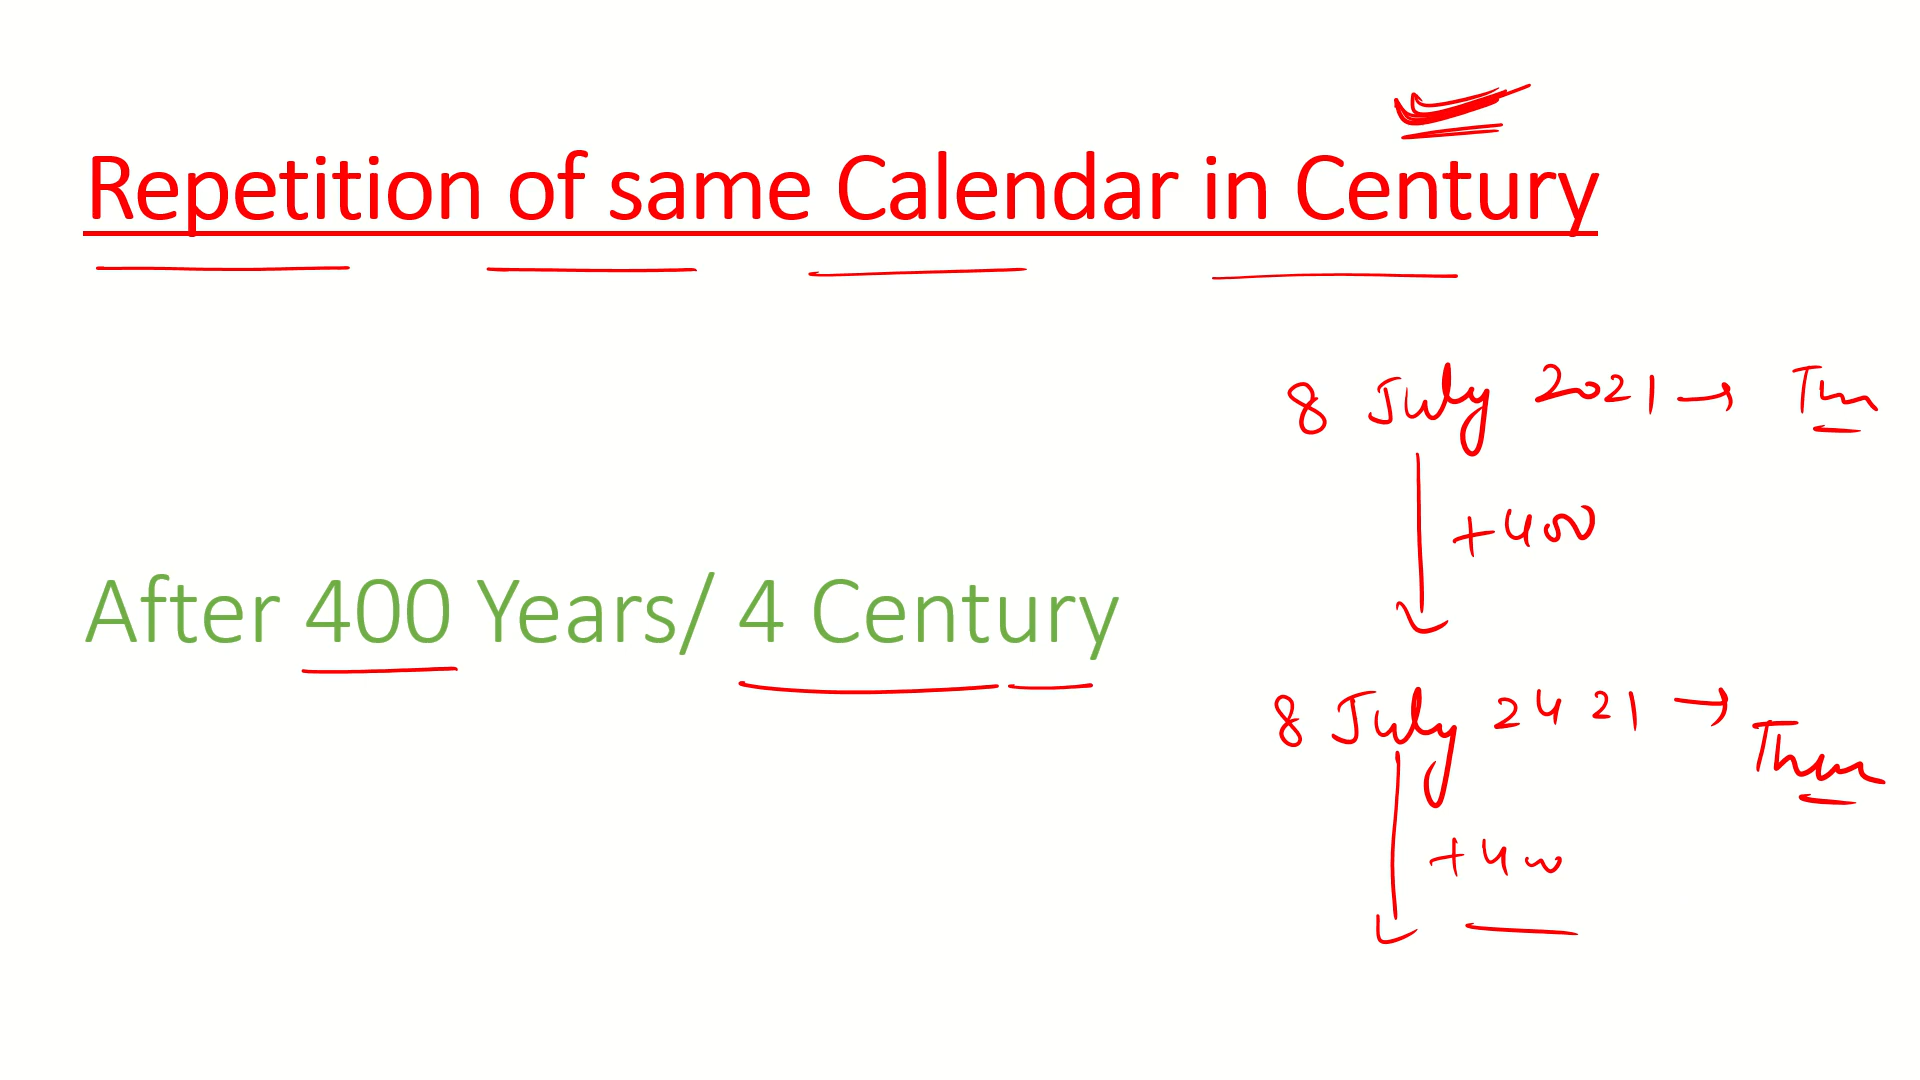 Repetition of same Calendar in Century
8 July 2021 → Thu
+400
After 400 Years/ 4 Century
8 July 2421 →
+400